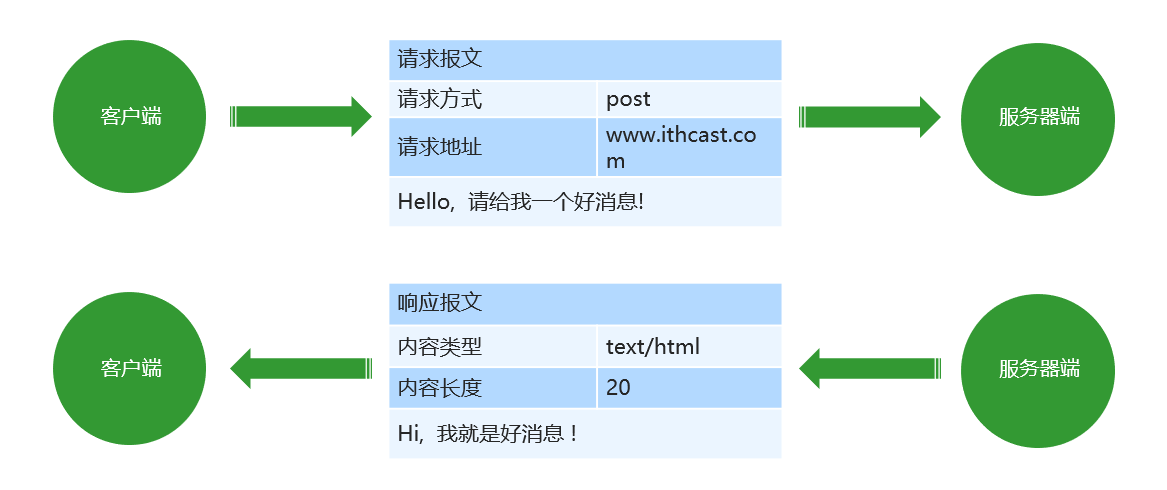 请求报文
客户端
请求方式 post
服务器端
请求地址 www.ithcast.co
m
Hello, 请给我一个好消息!
响应报文
客户端
内容类型 text/html
服务器端
内容长度 20
Hi, 我就是好消息！